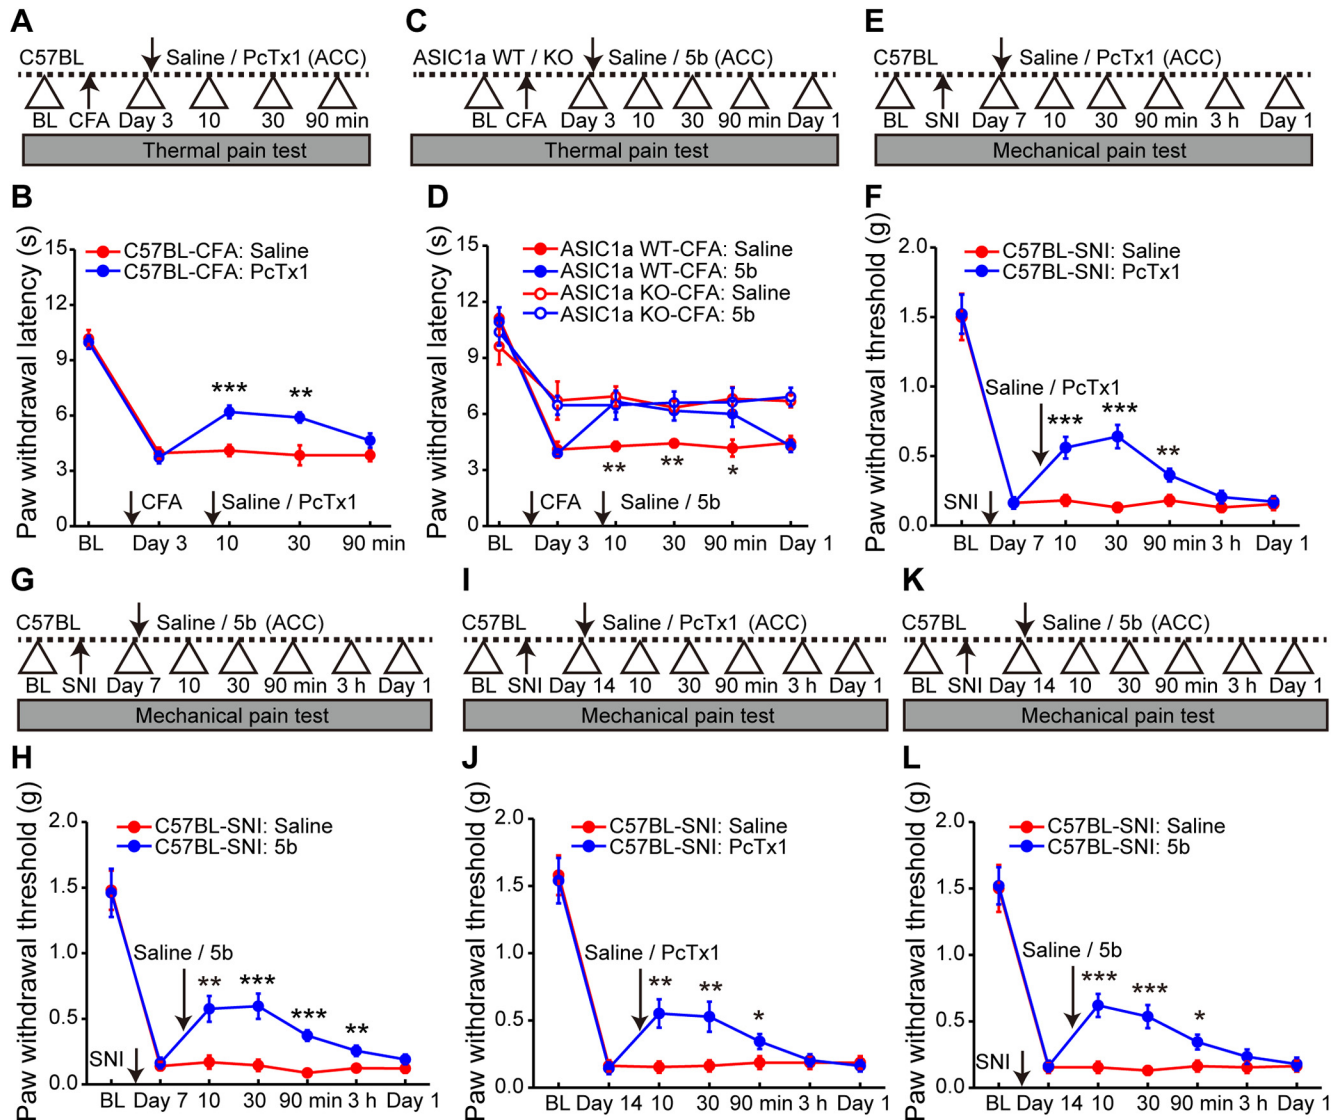 A
C57BL
Saline / PcTx1 (ACC)
BL CFA Day 3 10 30 90 min
Thermal pain test
C
ASIC1a WT / KO
Saline / 5b (ACC)
BL CFA Day 3 10 30 90 min Day 1
Thermal pain test
E
C57BL
Saline / PcTx1 (ACC)
BL SNI Day 7 10 30 90 min 3 h Day 1
Mechanical pain test
B
Paw withdrawal latency (s)
15
12
9
6
3
0
C57BL-CFA: Saline
C57BL-CFA: PcTx1
*** **
CFA Saline / PcTx1
BL Day 3 10 30 90 min
D
Paw withdrawal latency (s)
15
12
9
6
3
0
ASIC1a WT-CFA: Saline
ASIC1a WT-CFA: 5b
ASIC1a KO-CFA: Saline
ASIC1a KO-CFA: 5b
** ** *
CFA Saline / 5b
BL Day 3 10 30 90 min Day 1
F
Paw withdrawal threshold (g)
2.0
1.5
1.0
0.5
0.0
C57BL-SNI: Saline
C57BL-SNI: PcTx1
Saline / PcTx1
*** *** **
SNI
BL Day 7 10 30 90 min 3 h Day 1
G
C57BL
Saline / 5b (ACC)
BL SNI Day 7 10 30 90 min 3 h Day 1
Mechanical pain test
I
C57BL
Saline / PcTx1 (ACC)
BL SNI Day 14 10 30 90 min 3 h Day 1
Mechanical pain test
K
C57BL
Saline / 5b (ACC)
BL SNI Day 14 10 30 90 min 3 h Day 1
Mechanical pain test
H
Paw withdrawal threshold (g)
2.0
1.5
1.0
0.5
0.0
C57BL-SNI: Saline
C57BL-SNI: 5b
Saline / 5b
** *** *** **
SNI
BL Day 7 10 30 90 min 3 h Day 1
J
Paw withdrawal threshold (g)
2.0
1.5
1.0
0.5
0.0
C57BL-SNI: Saline
C57BL-SNI: PcTx1
Saline / PcTx1
** ** *
BL Day 14 10 30 90 min 3 h Day 1
L
Paw withdrawal threshold (g)
2.0
1.5
1.0
0.5
0.0
C57BL-SNI: Saline
C57BL-SNI: 5b
Saline / 5b
*** *** *
SNI
BL Day 14 10 30 90 min 3 h Day 1